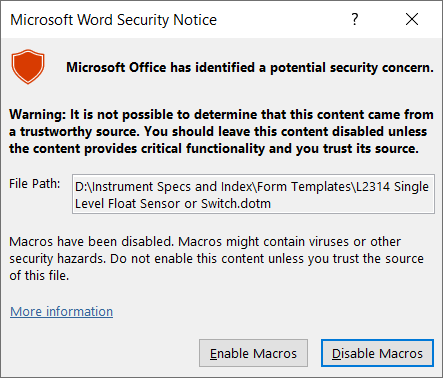 Microsoft Word Security Notice
?
Microsoft Office has identified a potential security concern.
Warning: It is not possible to determine that this content came from
a trustworthy source. You should leave this content disabled unless
the content provides critical functionality and you trust its source.
File Path:
D:\Instrument Specs and Index\Form Templates\L2314 Single
Level Float Sensor or Switch.dotm
Macros have been disabled. Macros might contain viruses or other
security hazards. Do not enable this content unless you trust the source
of this file.
More information
Enable Macros
Disable Macros